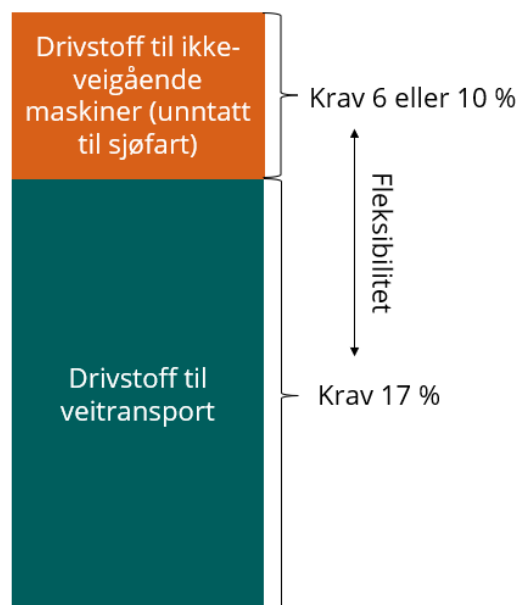 Drivstoff til ikke-
veigående
maskiner (unntatt
til sjøfart)
Krav 6 eller 10 %
Fleksibilitet
Drivstoff til
veitransport
Krav 17 %